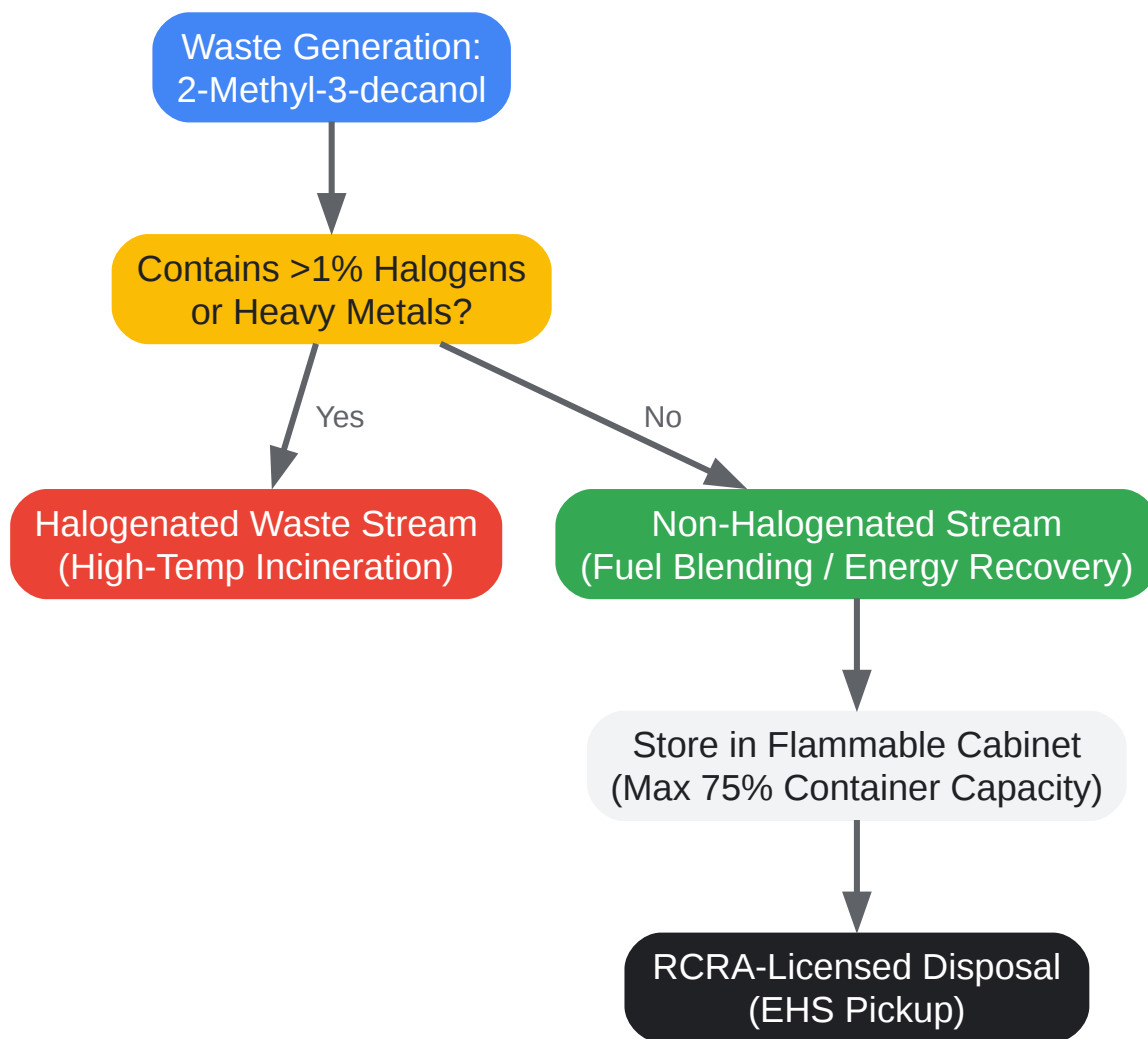 Waste Generation:
2-Methyl-3-decanol
Contains >1% Halogens
or Heavy Metals?
Yes
No
Halogenated Waste Stream
(High-Temp Incineration)
Non-Halogenated Stream
(Fuel Blending / Energy Recovery)
Store in Flammable Cabinet
(Max 75% Container Capacity)
RCRA-Licensed Disposal
(EHS Pickup)